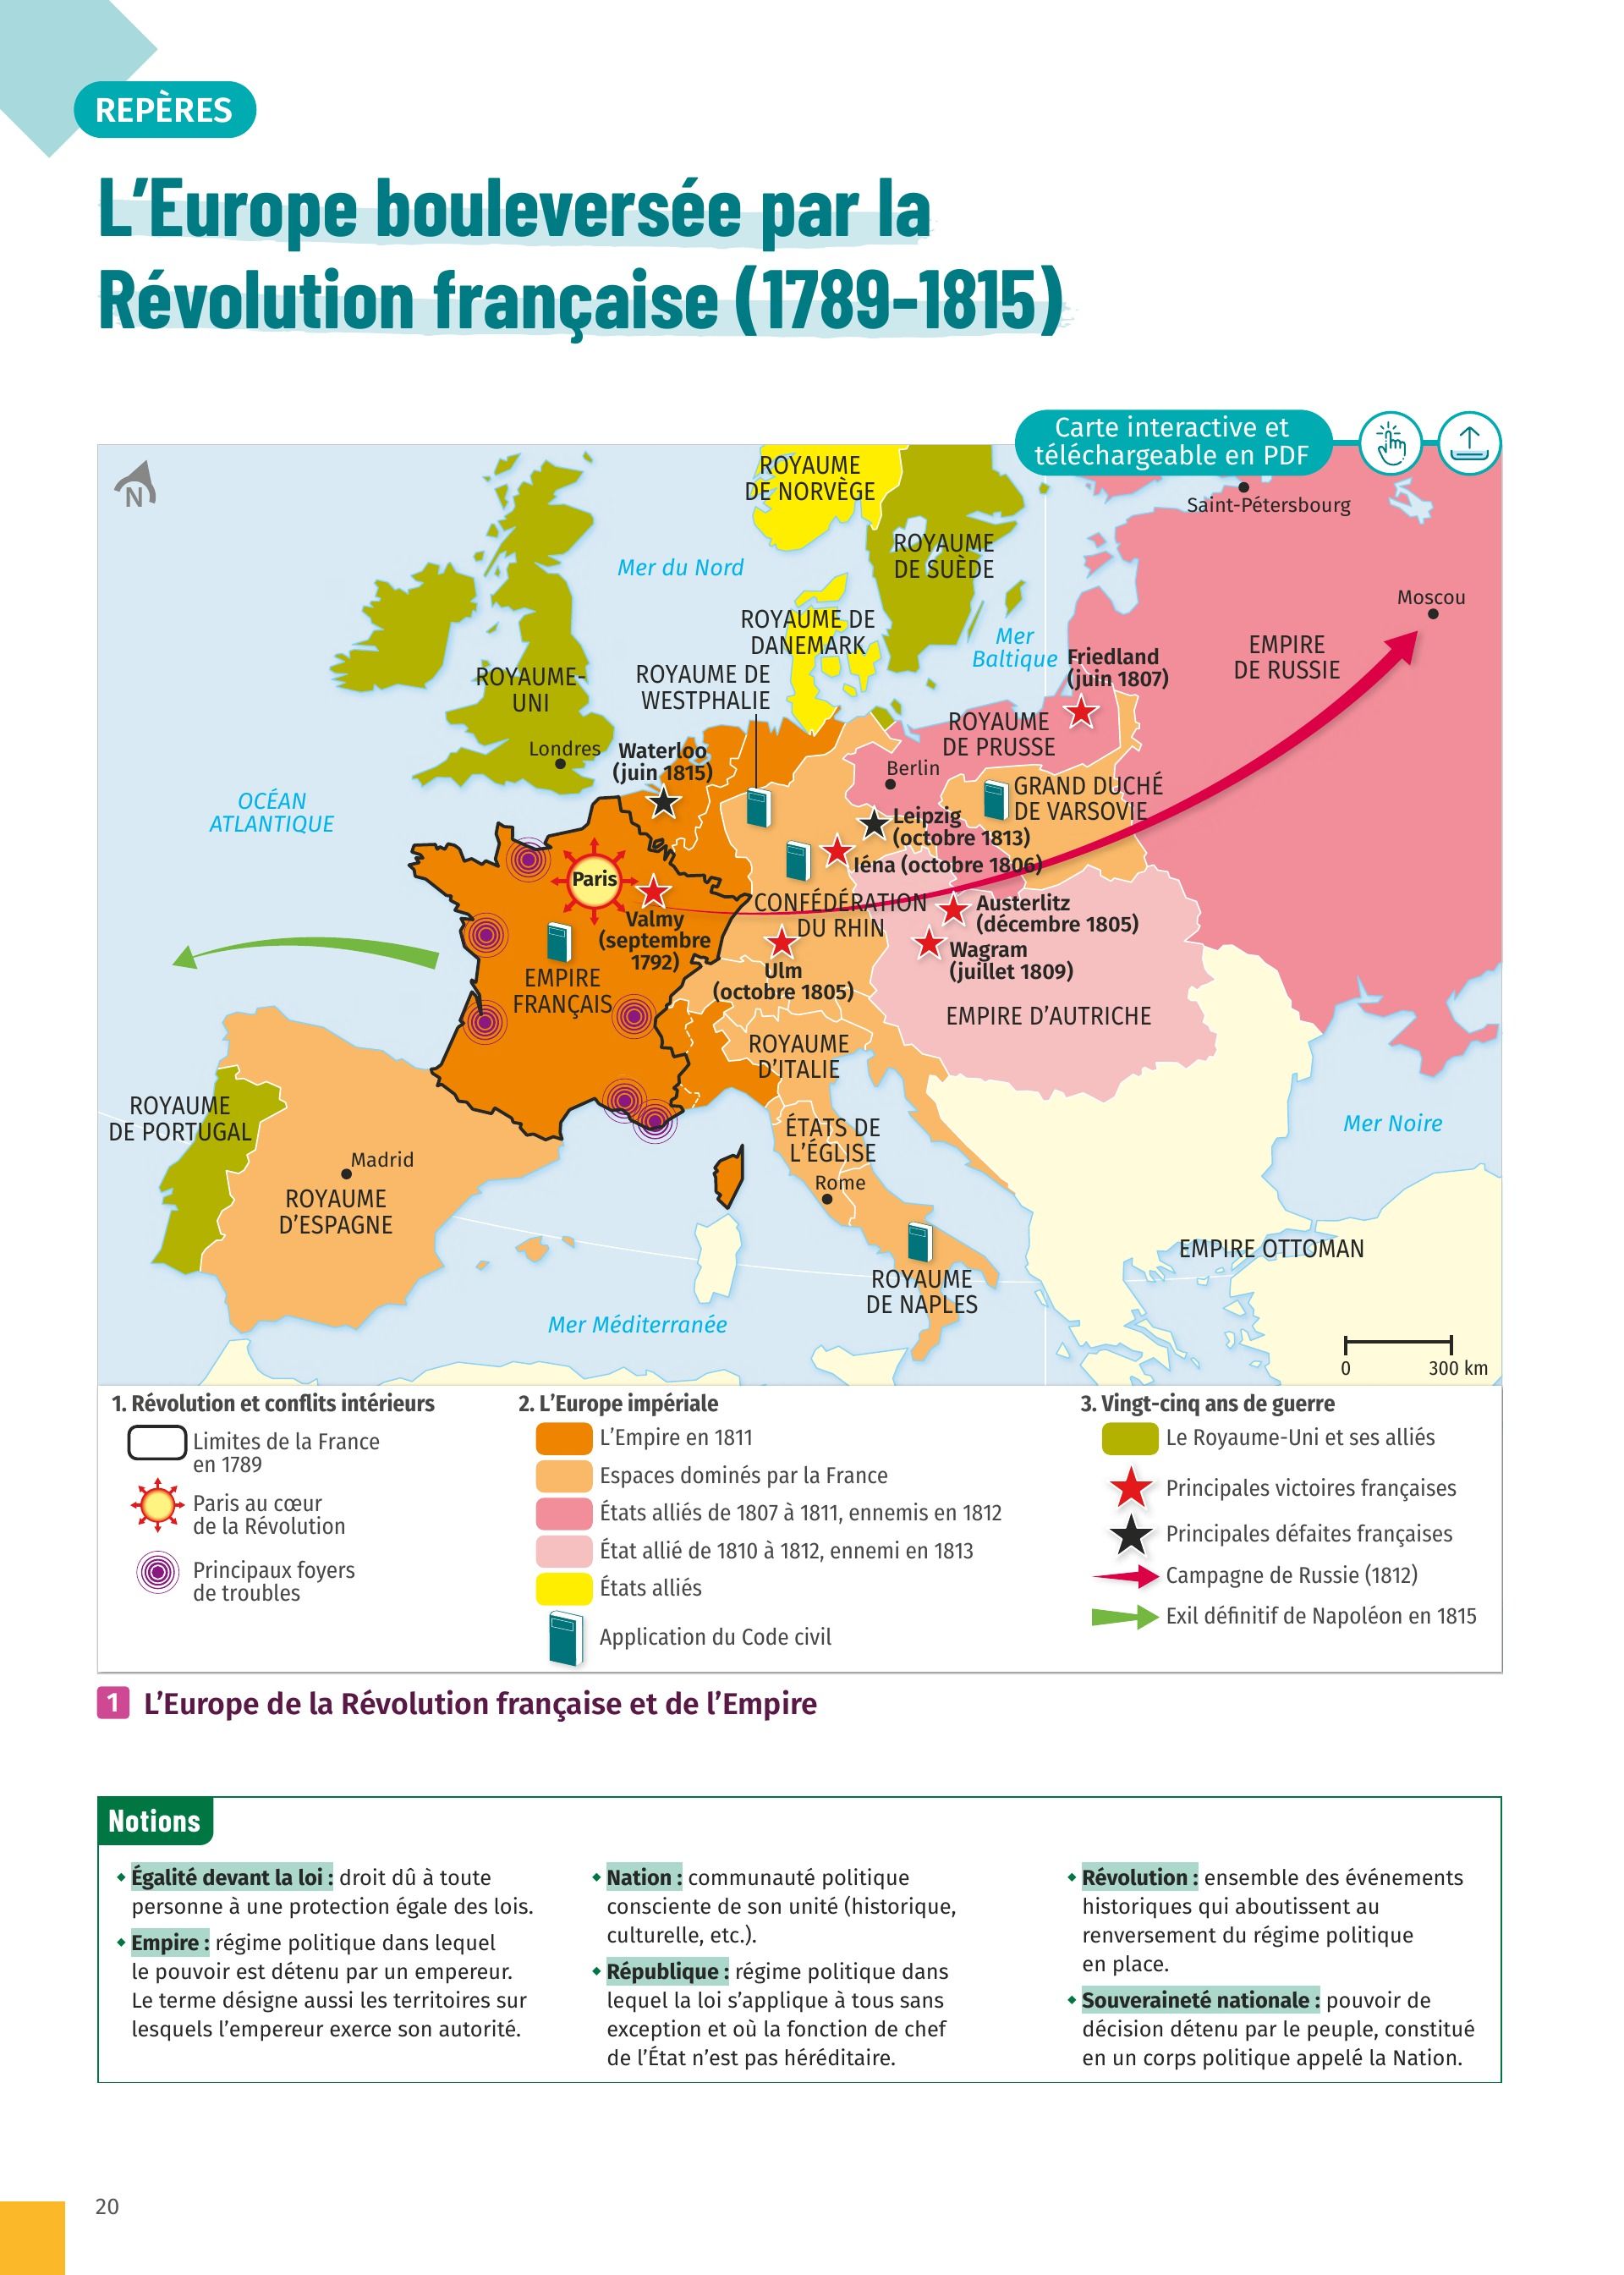 REPÈRES
L'Europe bouleversée par la
Révolution française (1789-1815)
Carte interactive et
téléchargeable en PDF
N
ROYAUME
DE NORVÈGE
Saint-Pétersbourg
ROYAUME
DE SUÈDE
Mer du Nord
Moscou
ROYAUME DE
DANEMARK
Mer
Baltique
Friedland
(juin 1807)
EMPIRE
DE RUSSIE
ROYAUME-
UNI
ROYAUME DE
WESTPHALIE
ROYAUME
DE PRUSSE
Londres
Waterloo
(juin 1815)
Berlin
GRAND DUCHÉ
DE VARSOVIE
OCÉAN
ATLANTIQUE
Leipzig
(octobre 1813)
Iéna (octobre 1806)
Paris
CONFÉDÉRATION
DU RHIN
Austerlitz
(décembre 1805)
Valmy
(septembre
1792)
Wagram
(juillet 1809)
Ulm
(octobre 1805)
EMPIRE
FRANÇAIS
EMPIRE D'AUTRICHE
ROYAUME
D'ITALIE
ROYAUME
DE PORTUGAL
Mer Noire
ÉTATS DE
L'ÉGLISE
Madrid
Rome
ROYAUME
D'ESPAGNE
EMPIRE OTTOMAN
ROYAUME
DE NAPLES
Mer Méditerranée
0 300 km
1. Révolution et conflits intérieurs
Limites de la France
en 1789
Paris au cœur
de la Révolution
Principaux foyers
de troubles
2. L'Europe impériale
L'Empire en 1811
Espaces dominés par la France
États alliés de 1807 à 1811, ennemis en 1812
État allié de 1810 à 1812, ennemi en 1813
États alliés
Application du Code civil
3. Vingt-cinq ans de guerre
Le Royaume-Uni et ses alliés
Principales victoires françaises
Principales défaites françaises
Campagne de Russie (1812)
Exil définitif de Napoléon en 1815
1 L'Europe de la Révolution française et de l'Empire
Notions
Égalité devant la loi : droit dû à toute
personne à une protection égale des lois.
Empire : régime politique dans lequel
le pouvoir est détenu par un empereur.
Le terme désigne aussi les territoires sur
lesquels l'empereur exerce son autorité.
Nation : communauté politique
consciente de son unité (historique,
culturelle, etc.).
République : régime politique dans
lequel la loi s'applique à tous sans
exception et où la fonction de chef
de l'État n'est pas héréditaire.
Révolution : ensemble des événements
historiques qui aboutissent au
renversement du régime politique
en place.
Souveraineté nationale : pouvoir de
décision détenu par le peuple, constitué
en un corps politique appelé la Nation.
20